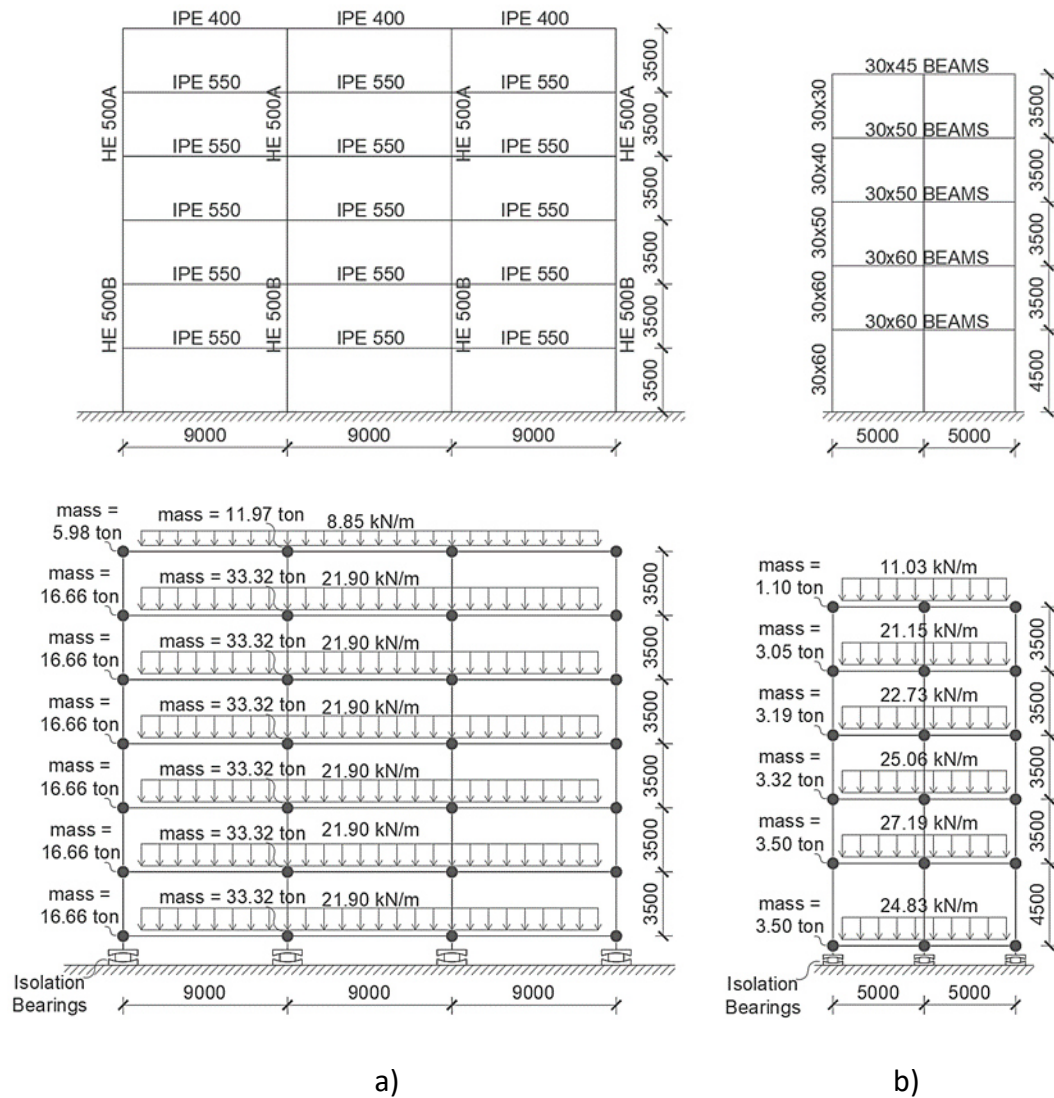 IPE 400 IPE 400 IPE 400
3500
IPE 550 IPE 550 IPE 550
HE 500A HE 500A HE 500A HE 500A
3500
IPE 550 IPE 550 IPE 550
3500
IPE 550 IPE 550 IPE 550
3500
IPE 550 IPE 550 IPE 550
HE 500B HE 500B HE 500B HE 500B
3500
IPE 550 IPE 550 IPE 550
3500
9000 9000 9000
30x45 BEAMS
30x30
3500
30x50 BEAMS
30x40
3500
30x50 BEAMS
30x50
3500
30x60 BEAMS
30x60
3500
30x60 BEAMS
30x60
4500
5000 5000
mass =
5.98 ton
mass = 11.97 ton
8.85 kN/m
3500
mass =
16.66 ton
mass = 33.32 ton
21.90 kN/m
3500
mass =
16.66 ton
mass = 33.32 ton
21.90 kN/m
3500
mass =
16.66 ton
mass = 33.32 ton
21.90 kN/m
3500
mass =
16.66 ton
mass = 33.32 ton
21.90 kN/m
3500
mass =
16.66 ton
mass = 33.32 ton
21.90 kN/m
3500
mass =
16.66 ton
mass = 33.32 ton
21.90 kN/m
Isolation
Bearings
9000 9000 9000
mass =
1.10 ton
11.03 kN/m
3500
mass =
3.05 ton
21.15 kN/m
3500
mass =
3.19 ton
22.73 kN/m
3500
mass =
3.32 ton
25.06 kN/m
3500
mass =
3.50 ton
27.19 kN/m
4500
mass =
3.50 ton
24.83 kN/m
Isolation
Bearings
5000 5000
a) b)